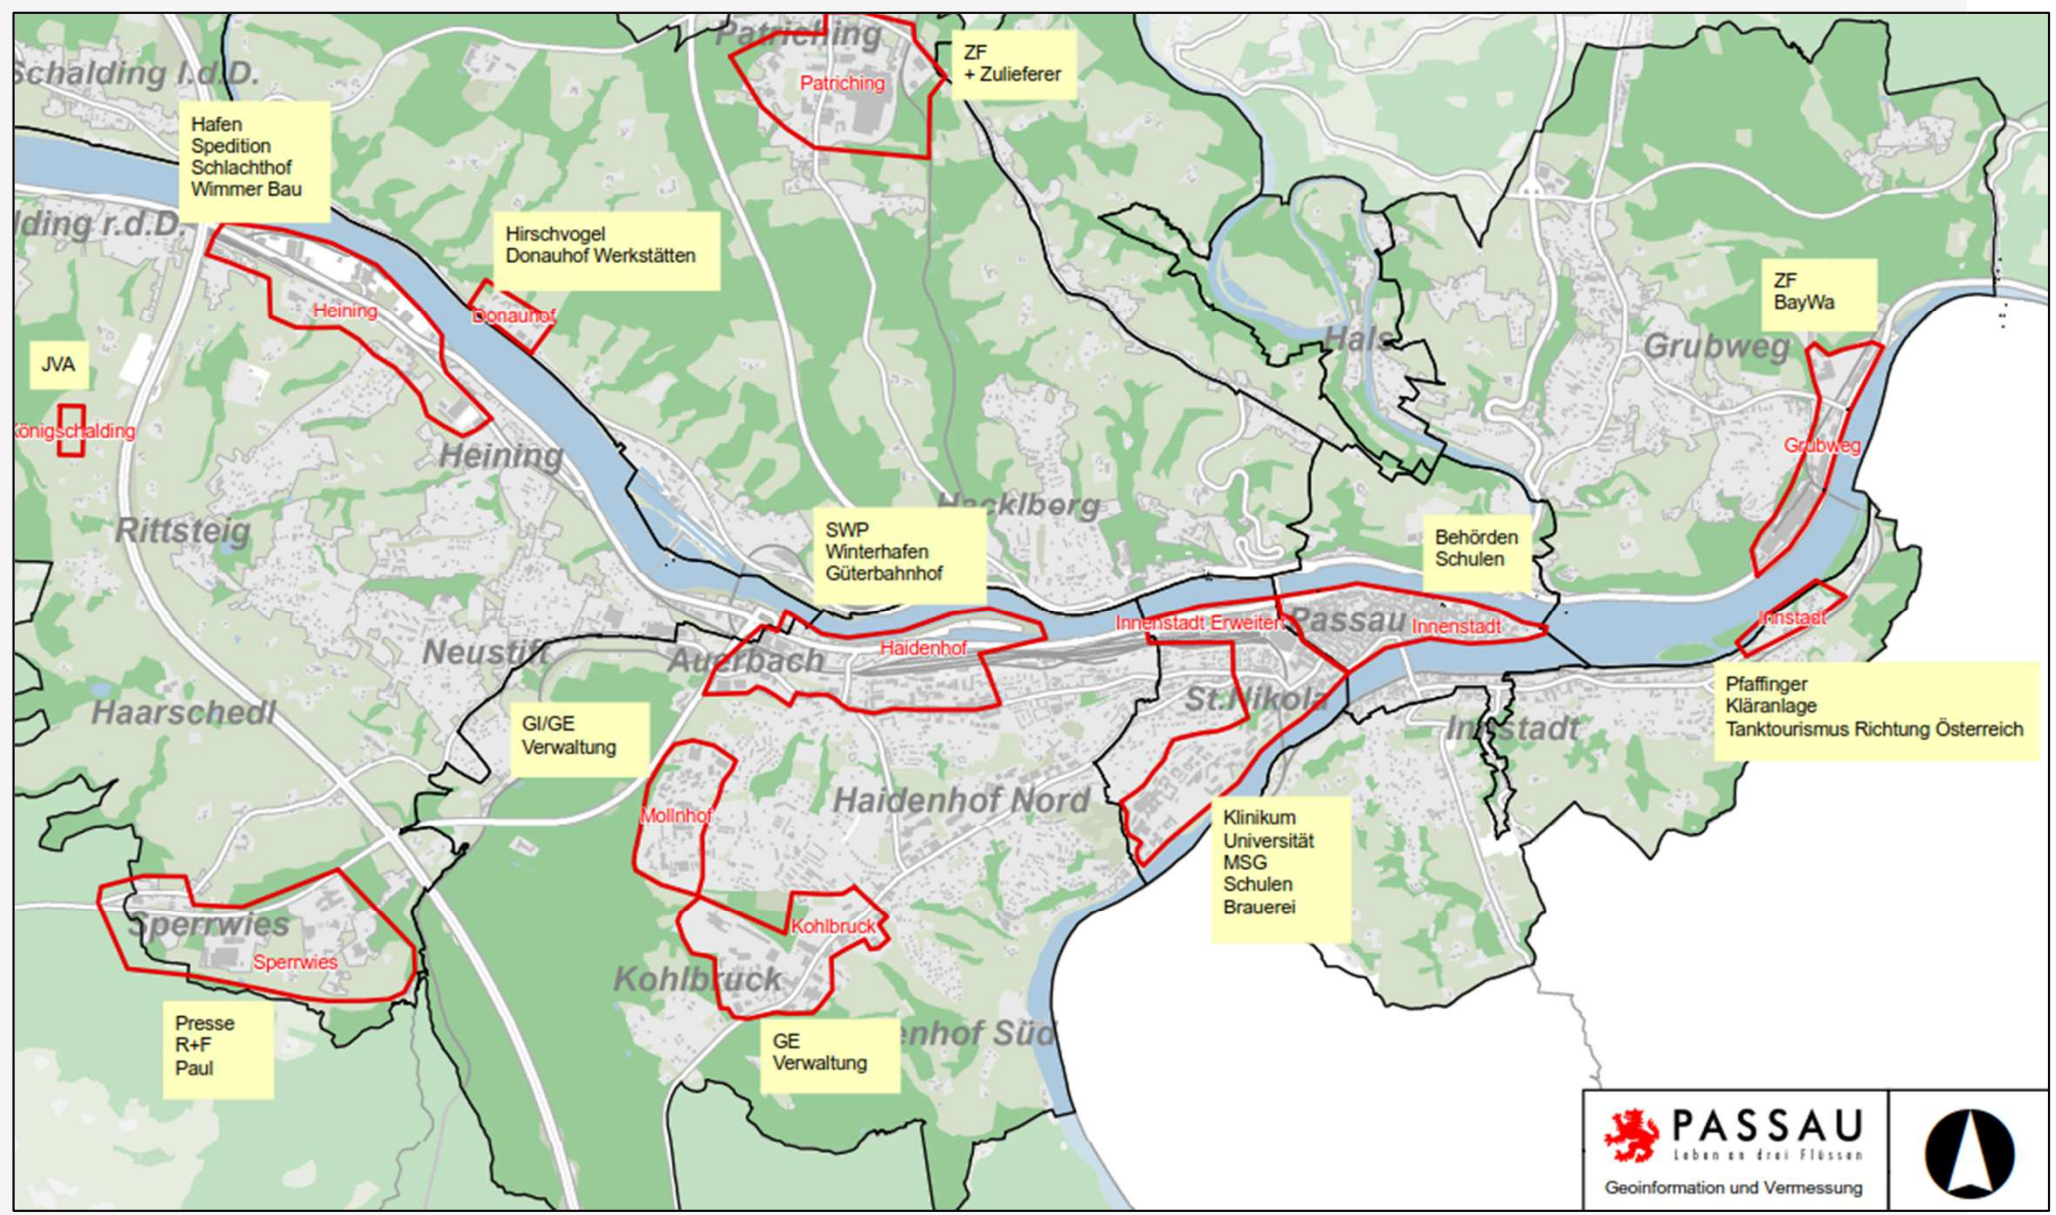 Patriching
Patriching
ZF
+ Zulieferer
Schalding l.d.D.
Hafen
Spedition
Schlachthof
Wimmer Bau
lding r.d.D.
Hirschvogel
Donauhof Werkstätten
Heining
Donauhof
ZF
BayWa
Hals
Grubweg
JVA
Königschalding
Grubweg
Heining
Hacklberg
Rittsteig
SWP
Winterhafen
Güterbahnhof
Behörden
Schulen
Innenstadt Erweitert
Passau
Innenstadt
Innstadt
Neustift
Auerbach
Haidenhof
St.Nikola
Innstadt
Pfaffinger
Kläranlage
Tanktourismus Richtung Österreich
Haarschedl
GI/GE
Verwaltung
Haidenhof Nord
Mollnhof
Klinikum
Universität
MSG
Schulen
Brauerei
Sperrwies
Sperrwies
Kohlbruck
Kohlbruck
Presse
R+F
Paul
GE
Verwaltung
enhof Süd
PASSAU
Leben an drei Flüssen
Geoinformation und Vermessung